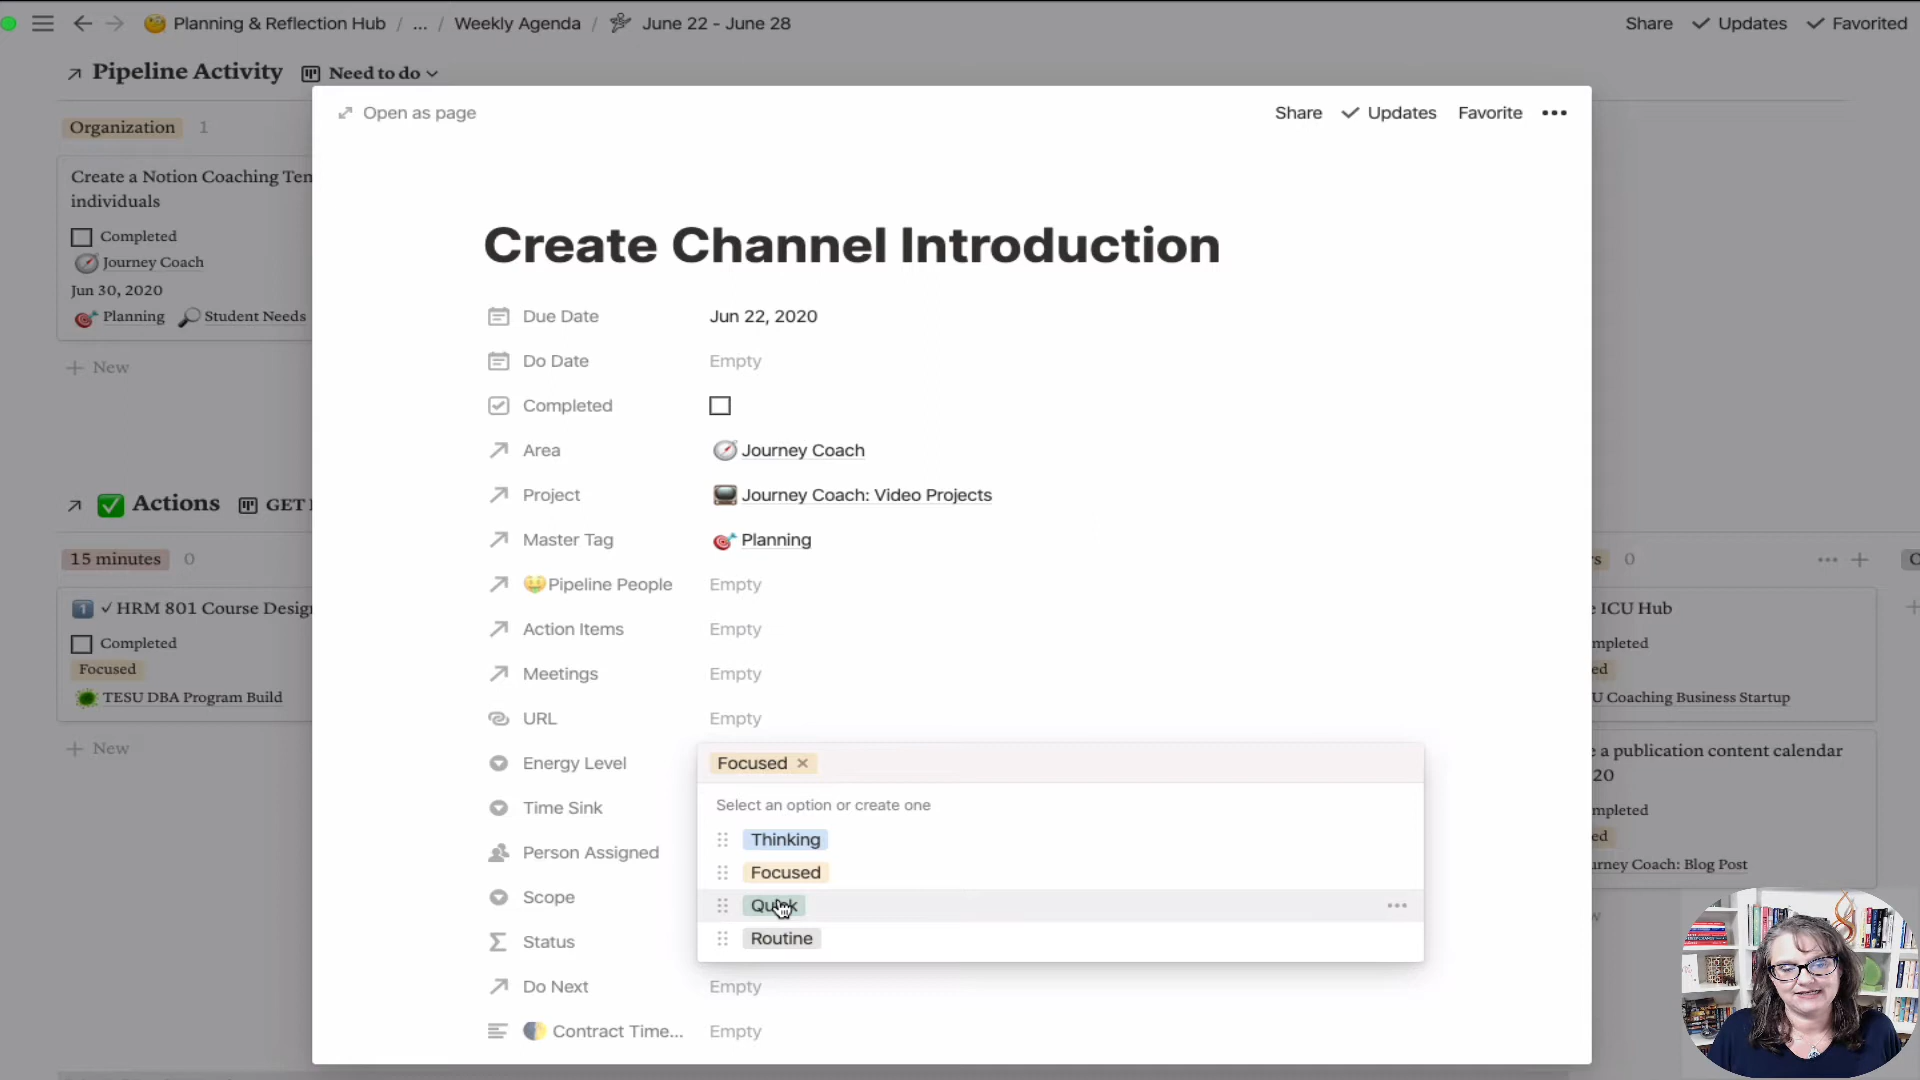 Planning & Reflection Hub / ... / Weekly Agenda / June 22 - June 28
Share Updates Favorited
Pipeline Activity Need to do
Organization 1
Create a Notion Coaching Ten
individuals
Completed
Journey Coach
Jun 30, 2020
Planning Student Needs
+ New
Actions GET
15 minutes 0
1 ✓ HRM 801 Course Desig
Completed
Focused
TESU DBA Program Build
+ New
Open as page
Share Updates Favorite •••
Create Channel Introduction
Due Date Jun 22, 2020
Do Date Empty
Completed
Area Journey Coach
Project Journey Coach: Video Projects
Master Tag Planning
Pipeline People Empty
Action Items Empty
Meetings Empty
URL Empty
Energy Level Focused ×
Select an option or create one
Time Sink Thinking
Person Assigned Focused
Scope Quick •••
Status Routine
Do Next Empty
Contract Time... Empty
s 0 ••• +
e ICU Hub
mpleted
ed
U Coaching Business Startup
e a publication content calendar
20
mpleted
ed
urney Coach: Blog Post
w